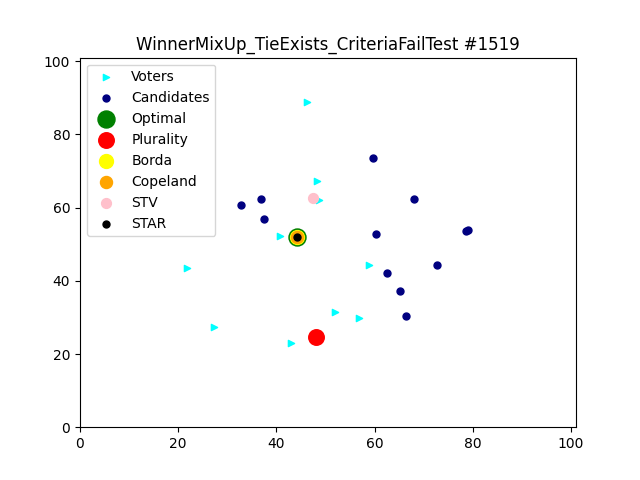 WinnerMixUp_TieExists_CriteriaFailTest #1519
100
80
60
40
20
0
Voters
Candidates
Optimal
Plurality
Borda
Copeland
STV
STAR
0 20 40 60 80 100